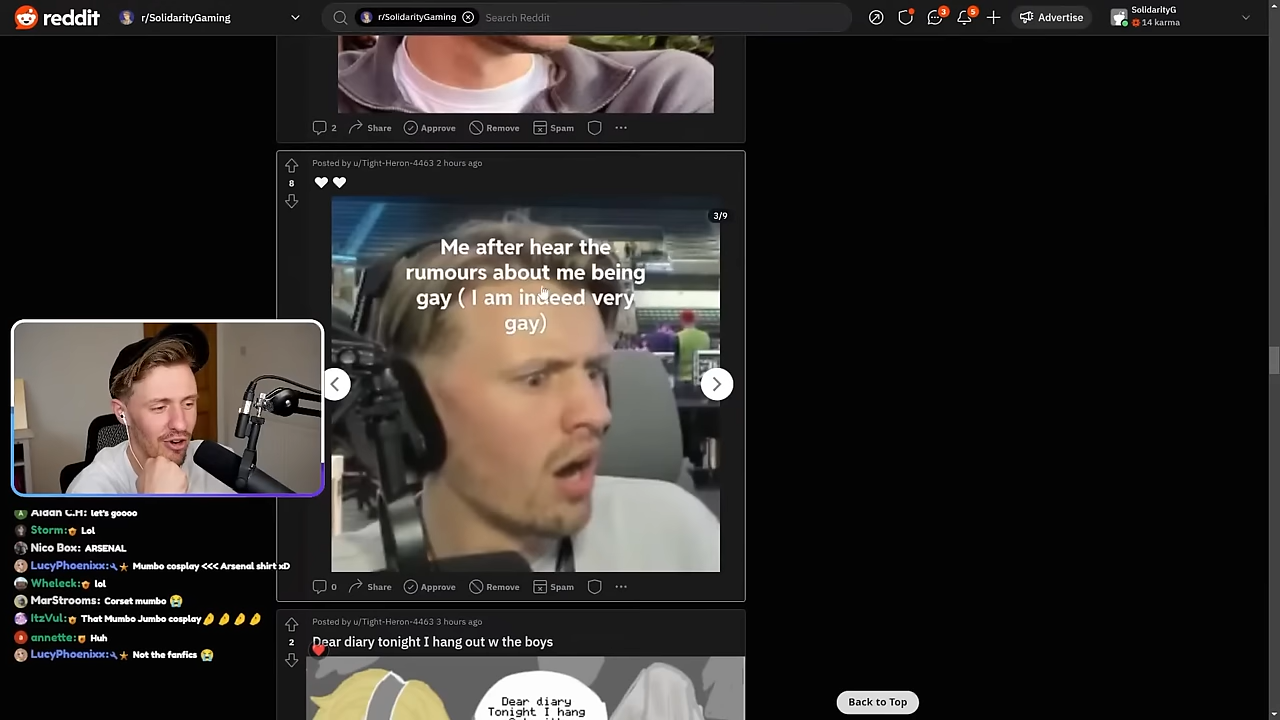 reddit
r/SolidarityGaming
r/SolidarityGaming
Search Reddit
3
5
Advertise
SolidarityG
14 karma
2
Share
Approve
Remove
Spam
Posted by u/Tight-Heron-4463 2 hours ago
8
3/9
Me after hear the
rumours about me being
gay ( I am indeed very
gay)
0
Share
Approve
Remove
Spam
Posted by u/Tight-Heron-4463 3 hours ago
2
Dear diary tonight I hang out w the boys
Dear diary
Tonight I hang
Aidan C.M: let's goooo
Storm: Lol
Nico Box: ARSENAL
LucyPhoenixx: Mumbo cosplay <<< Arsenal shirt xD
Wheleck: lol
MarStrooms: Corset mumbo 😭
ItzVul: That Mumbo Jumbo cosplay
annette: Huh
LucyPhoenixx: Not the fanfics 😭
Back to Top